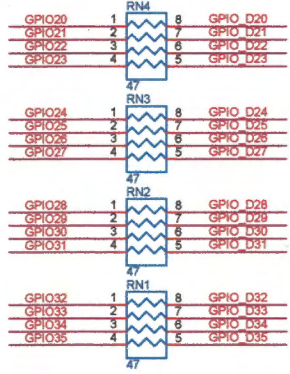 RN4
GPIO20 1 8 GPIO_D20
GPIO21 2 7 GPIO_D21
GPIO22 3 6 GPIO_D22
GPIO23 4 5 GPIO_D23
47
RN3
GPIO24 1 8 GPIO_D24
GPIO25 2 7 GPIO_D25
GPIO26 3 6 GPIO_D26
GPIO27 4 5 GPIO_D27
47
RN2
GPIO28 1 8 GPIO_D28
GPIO29 2 7 GPIO_D29
GPIO30 3 6 GPIO_D30
GPIO31 4 5 GPIO_D31
47
RN1
GPIO32 1 8 GPIO_D32
GPIO33 2 7 GPIO_D33
GPIO34 3 6 GPIO_D34
GPIO35 4 5 GPIO_D35
47